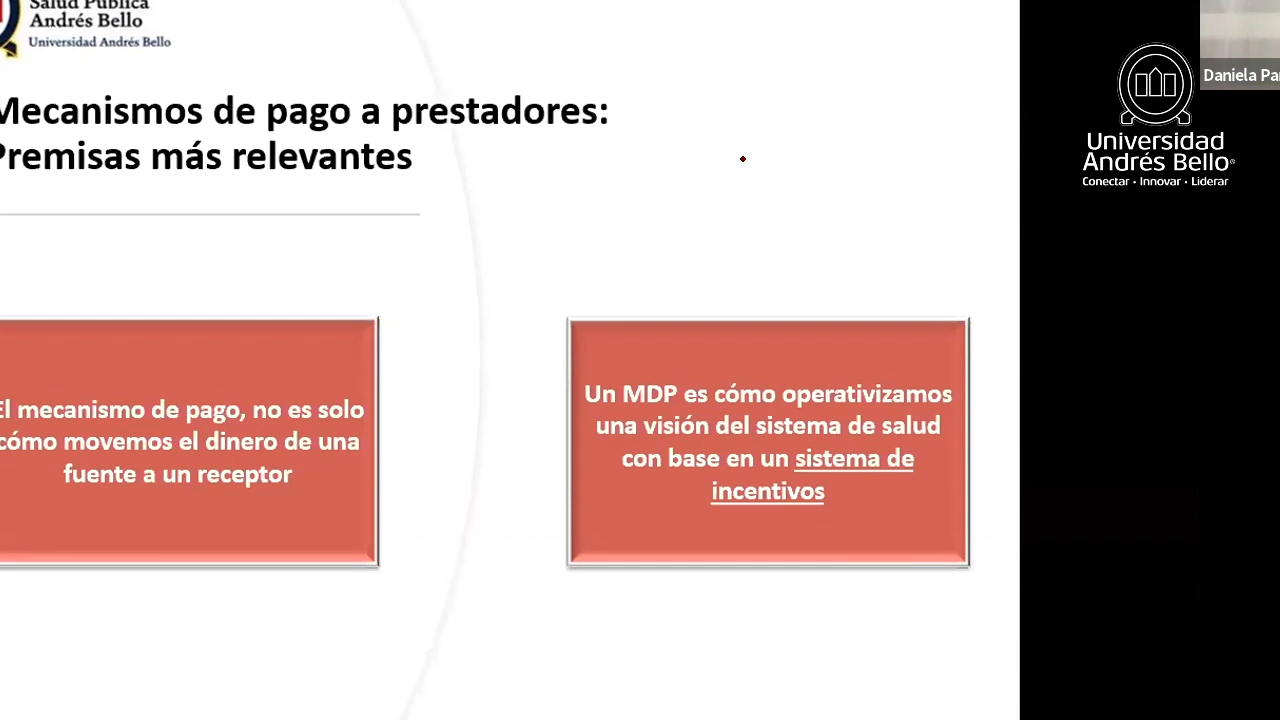 Salud Pública
Andrés Bello
Universidad Andrés Bello
Mecanismos de pago a prestadores:
Premisas más relevantes
El mecanismo de pago, no es solo
cómo movemos el dinero de una
fuente a un receptor
Un MDP es cómo operativizamos
una visión del sistema de salud
con base en un sistema de
incentivos
Daniela
Universidad
Andrés Bello®
Conectar • Innovar • Liderar